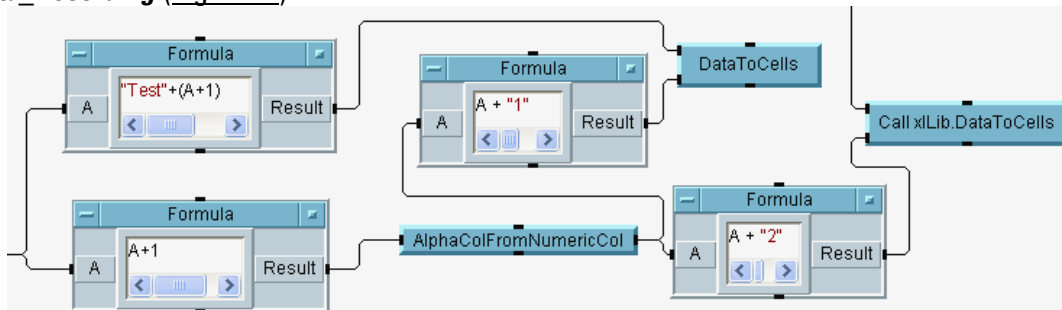 Formula
"Test"+(A+1)
A
Result
Formula
A + "1"
A
Result
DataToCells
Call xlLib.DataToCells
Formula
A+1
A
Result
AlphaColFromNumericCol
Formula
A + "2"
A
Result